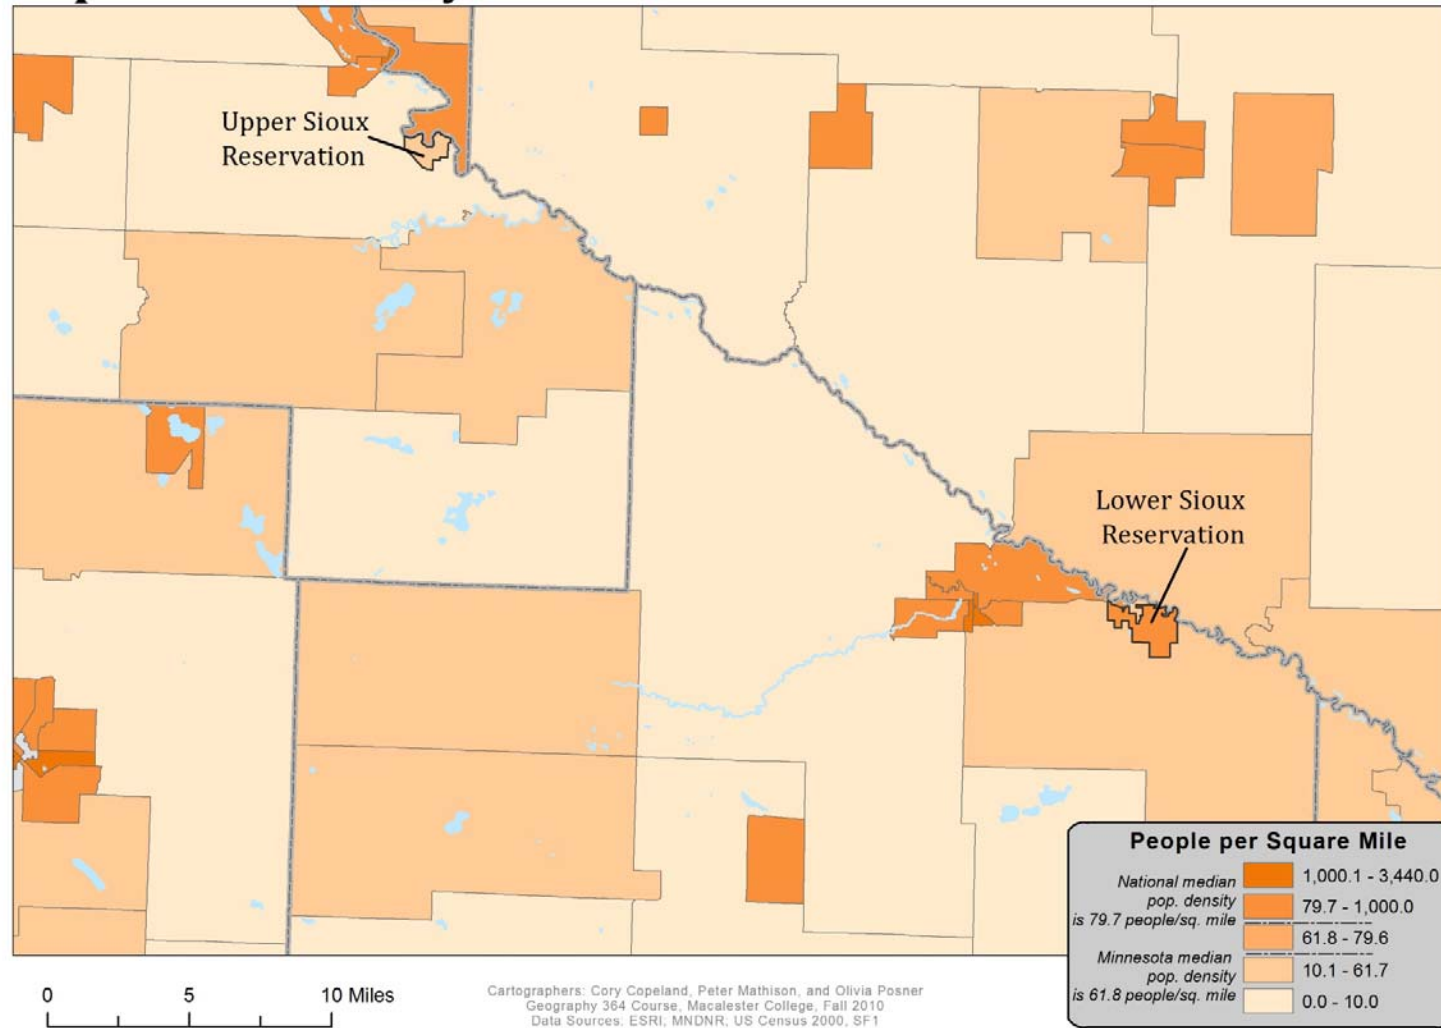 Upper Sioux
Reservation
Lower Sioux
Reservation
People per Square Mile
National median
pop. density
is 79.7 people/sq. mile
Minnesota median
pop. density
is 61.8 people/sq. mile
1,000.1 - 3,440.0
79.7 - 1,000.0
61.8 - 79.6
10.1 - 61.7
0.0 - 10.0
0 5 10 Miles
Cartographers: Cory Copeland, Peter Mathison, and Olivia Posner
Geography 364 Course, Macalester College, Fall 2010
Data Sources: ESRI; MNDNR; US Census 2000, SF1